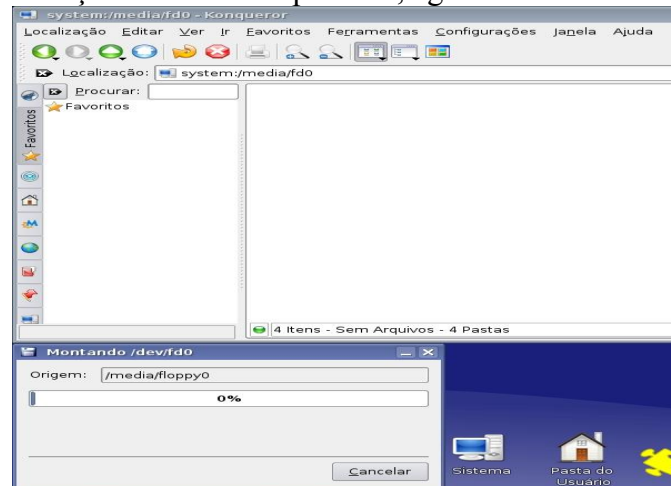 system:/media/fd0 - Konqueror
Localização Editar Ver Ir Favoritos Ferramentas Configurações Janela Ajuda
Localização: system:/media/fd0
Procurar:
Favoritos
Favoritos
4 Itens - Sem Arquivos - 4 Pastas
Montando /dev/fd0
Origem: /media/floppy0
0%
Cancelar
Sistema
Pasta do
Usuário